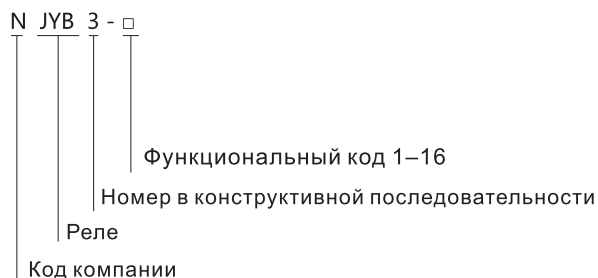 N JYB 3 - □
Функциональный код 1–16
Номер в конструктивной последовательности
Реле
Код компании